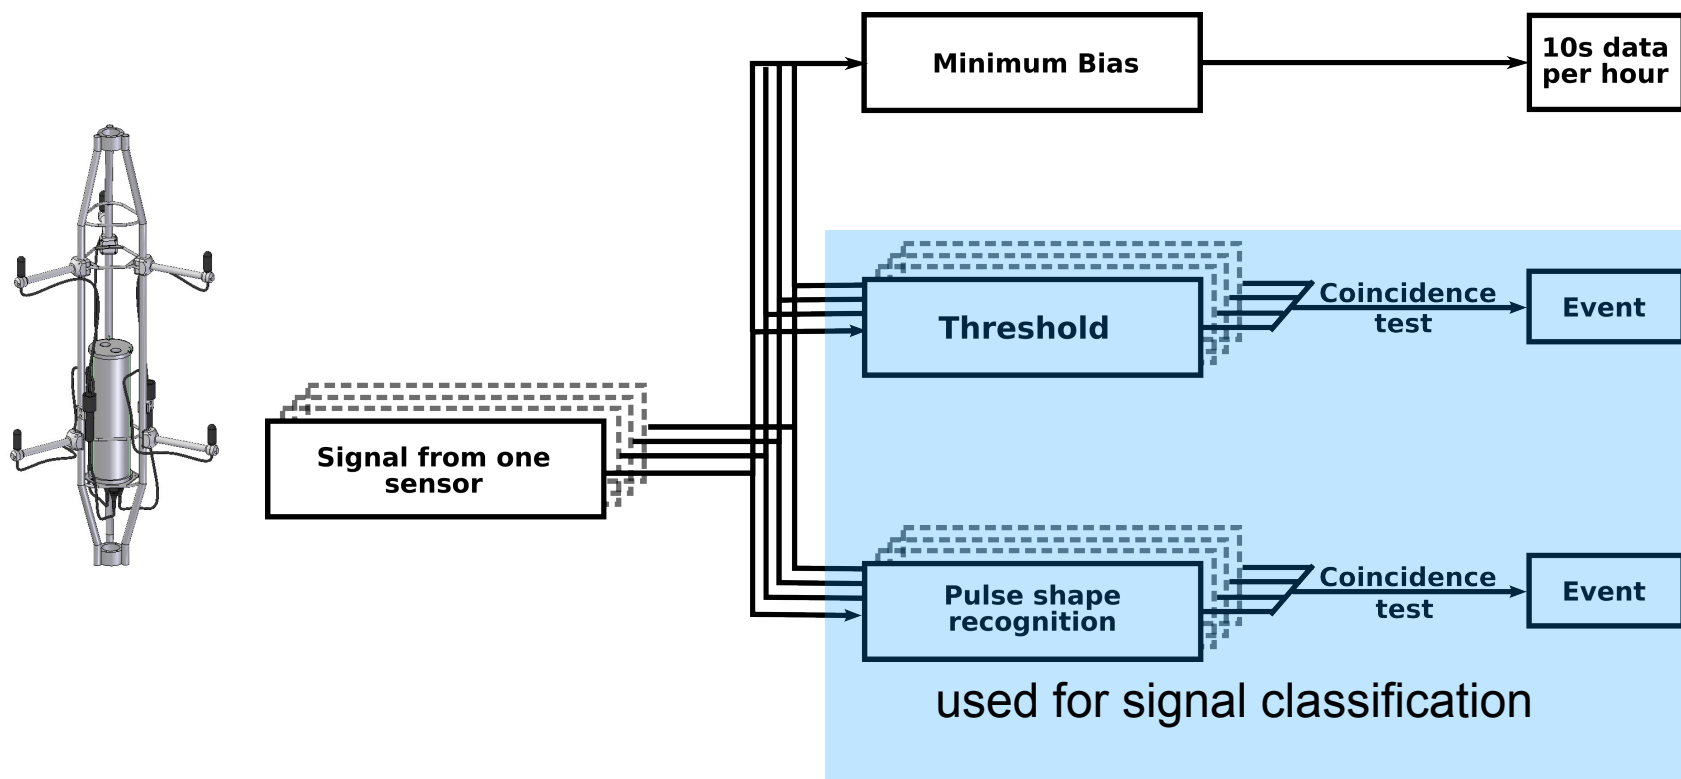 Minimum Bias
10s data
per hour
Threshold
Coincidence
test
Event
Signal from one
sensor
Pulse shape
recognition
Coincidence
test
Event
used for signal classification